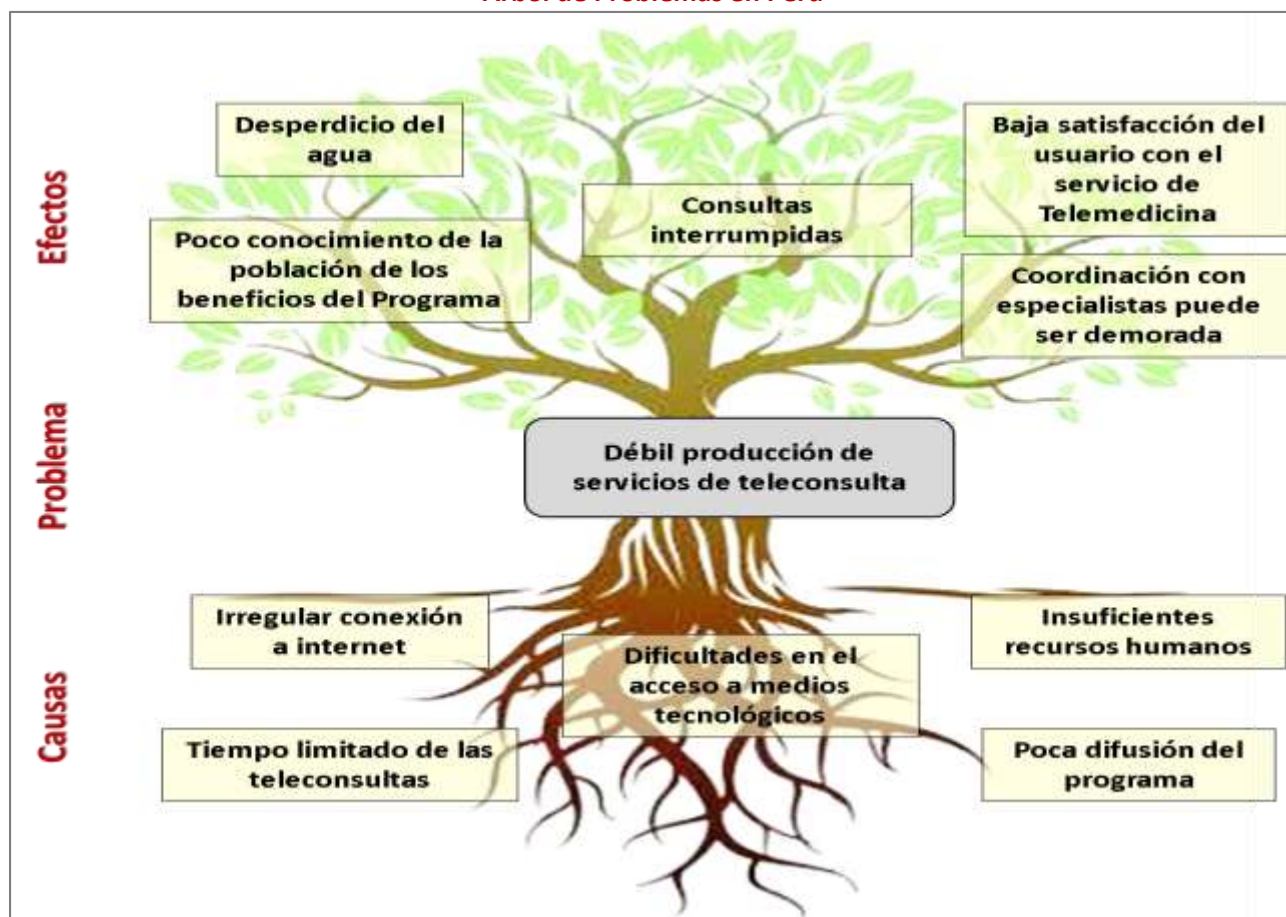 Árbol de Problemas en Perú
Efectos
Desperdicio del
agua
Baja satisfacción del
usuario con el
servicio de
Telemedicina
Consultas
interrumpidas
Poco conocimiento de la
población de los
beneficios del Programa
Coordinación con
especialistas puede
ser demorada
Problema
Débil producción de
servicios de teleconsulta
Causas
Irregular conexión
a internet
Insuficientes
recursos humanos
Dificultades en el
acceso a medios
tecnológicos
Tiempo limitado de las
teleconsultas
Poca difusión del
programa